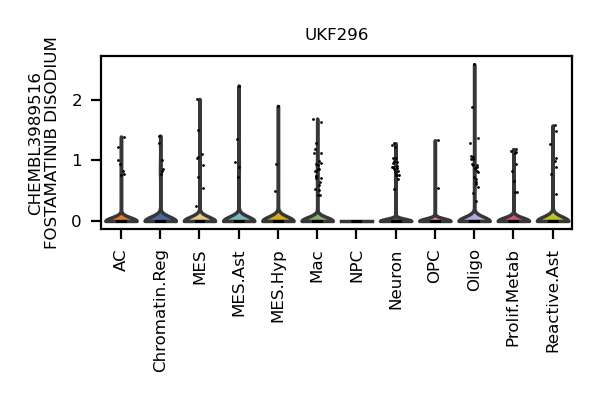 UKF296
CHEMBL3989516
FOSTAMATINIB DISODIUM
2
1
0
AC
Chromatin.Reg
MES
MES.Ast
MES.Hyp
Mac
NPC
Neuron
OPC
Oligo
Prolif.Metab
Reactive.Ast